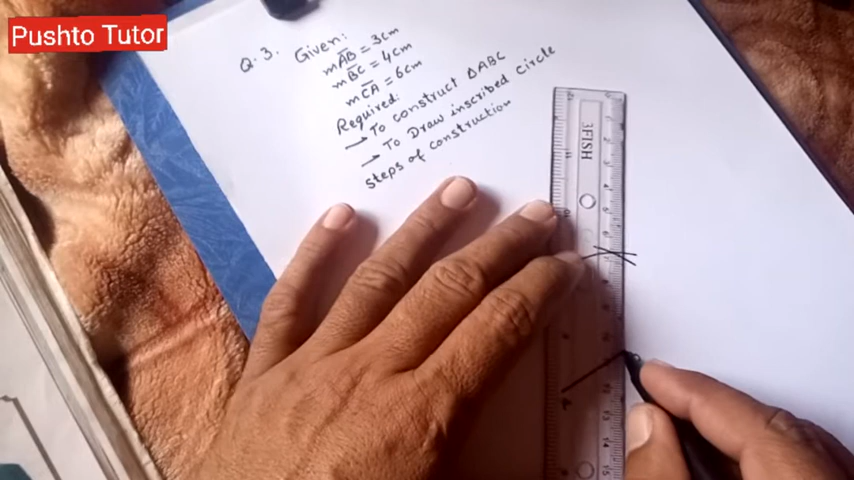 Pushto Tutor
Q.3. Given:
mAB = 3cm
mBC = 4cm
mCA = 6cm
Required:
→ To construct ΔABC
→ To Draw inscribed circle
steps of construction
3FISH